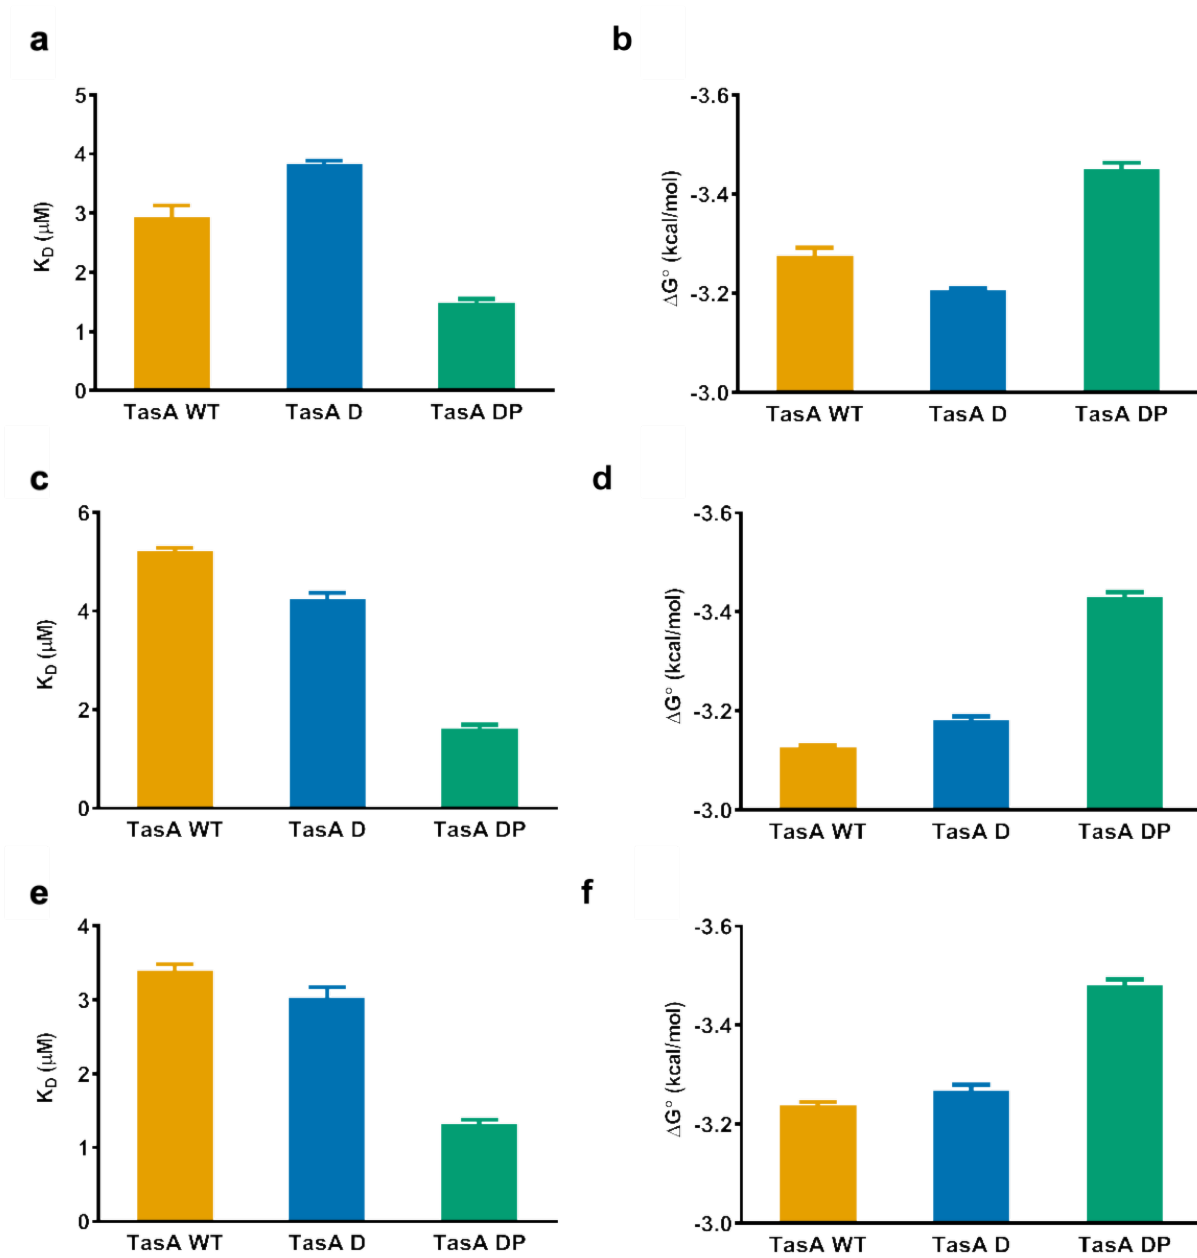 a
b
5
4
3
2
1
0
K_D (μM)
TasA WT TasA D TasA DP
-3.6
-3.4
-3.2
-3.0
ΔG° (kcal/mol)
TasA WT TasA D TasA DP
c
d
6
4
2
0
K_D (μM)
TasA WT TasA D TasA DP
-3.6
-3.4
-3.2
-3.0
ΔG° (kcal/mol)
TasA WT TasA D TasA DP
e
f
4
3
2
1
0
K_D (μM)
TasA WT TasA D TasA DP
-3.6
-3.4
-3.2
-3.0
ΔG° (kcal/mol)
TasA WT TasA D TasA DP